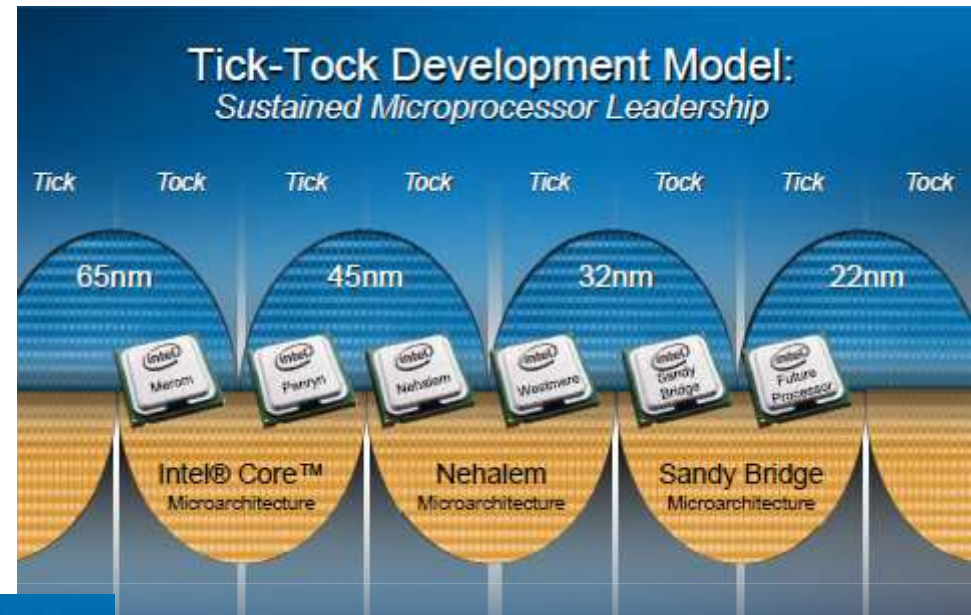 Tick-Tock Development Model:
Sustained Microprocessor Leadership
Tick Tock Tick Tock Tick Tock Tick Tock
65nm 45nm 32nm 22nm
intel intel intel intel intel intel
Merom Penryn Nehalem Westmere Sandy Bridge Future Processor
Intel® Core™ Nehalem Sandy Bridge
Microarchitecture Microarchitecture Microarchitecture